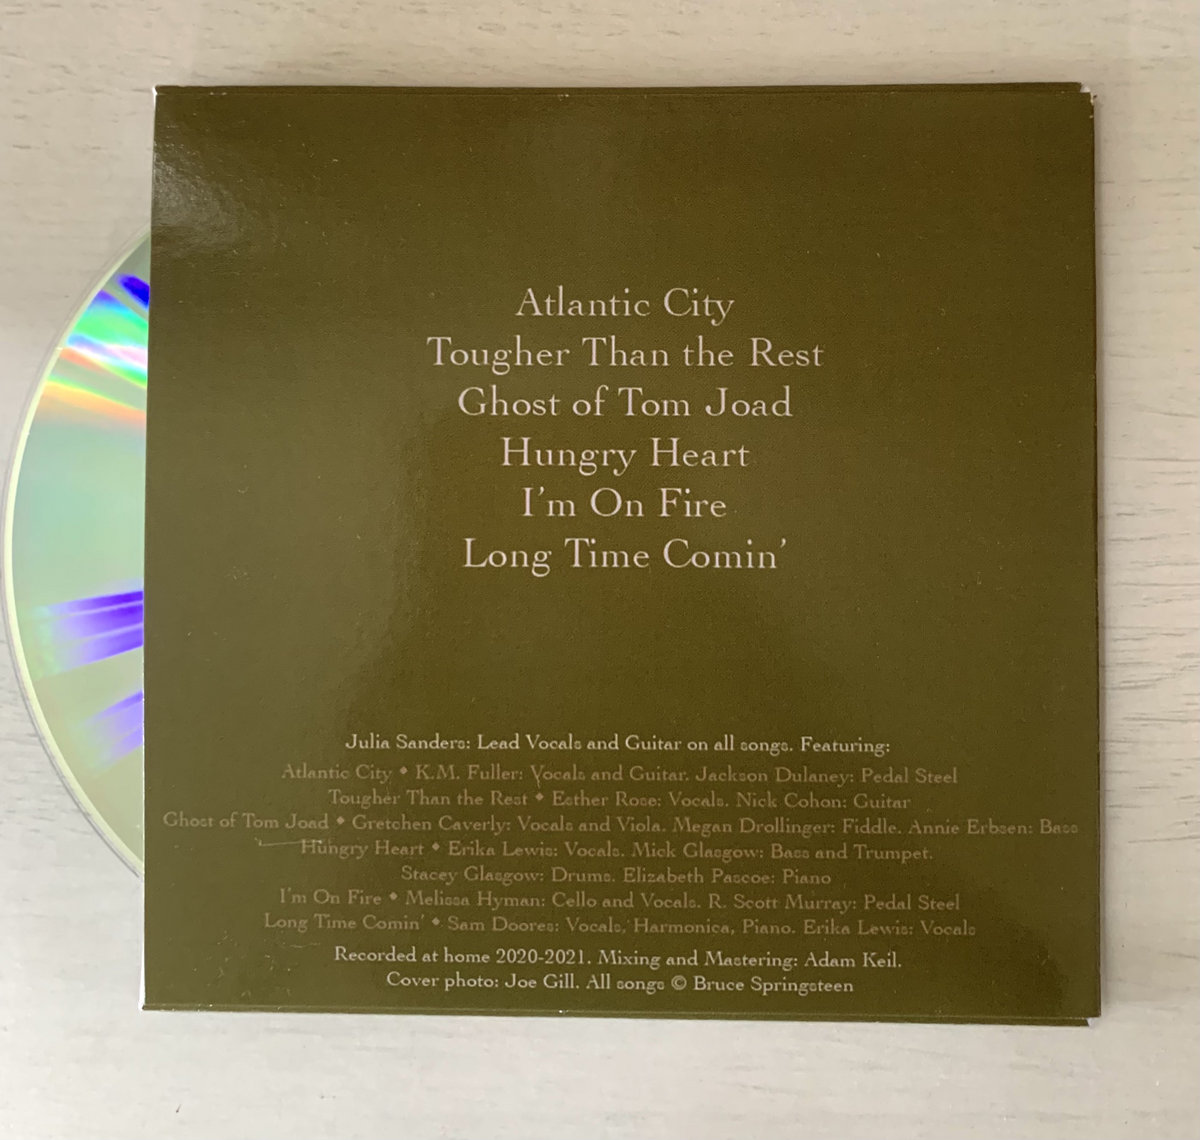 Atlantic City
Tougher Than the Rest
Ghost of Tom Joad
Hungry Heart
I'm On Fire
Long Time Comin'
Julia Sanders: Lead Vocals and Guitar on all songs. Featuring:
Atlantic City ◆ K.M. Fuller: Vocals and Guitar. Jackson Dulaney: Pedal Steel
Tougher Than the Rest ◆ Esther Rose: Vocals. Nick Cohon: Guitar
Ghost of Tom Joad ◆ Gretchen Caverly: Vocals and Viola. Megan Drollinger: Fiddle. Annie Erbsen: Bass
Hungry Heart ◆ Erika Lewis: Vocals. Mick Glasgow: Bass and Trumpet.
Stacey Glasgow: Drums. Elizabeth Pascoe: Piano
I'm On Fire ◆ Melissa Hyman: Cello and Vocals. R. Scott Murray: Pedal Steel
Long Time Comin' ◆ Sam Doores: Vocals, Harmonica, Piano. Erika Lewis: Vocals
Recorded at home 2020-2021. Mixing and Mastering: Adam Keil.
Cover photo: Joe Gill. All songs © Bruce Springsteen